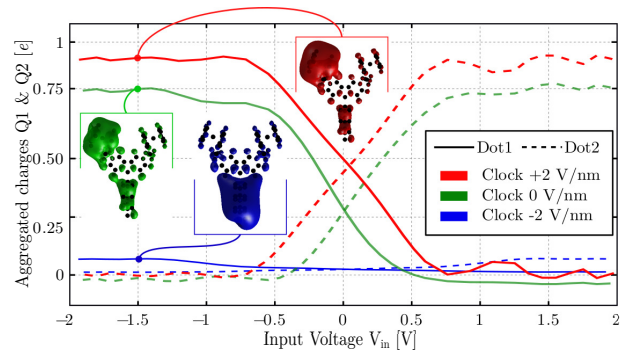 Aggregated charges Q1 & Q2 [e]
1
0.75
0.50
0.25
0
−2
−1.5
−1
−0.5
0
0.5
1
1.5
2
Input Voltage Vin [V]
Dot1 Dot2
Clock +2 V/nm
Clock 0 V/nm
Clock -2 V/nm